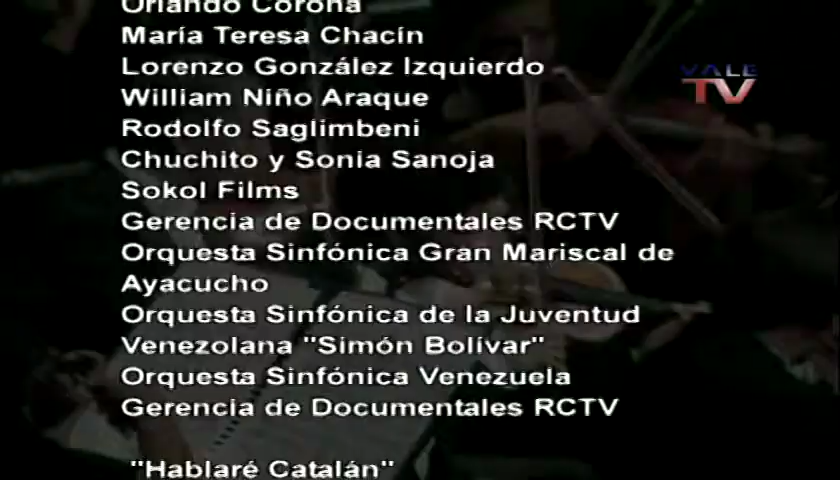 Orlando Corona
María Teresa Chacín
Lorenzo González Izquierdo
VALE
TV
William Niño Araque
Rodolfo Saglimbeni
Chuchito y Sonia Sanoja
Sokol Films
Gerencia de Documentales RCTV
Orquesta Sinfónica Gran Mariscal de
Ayacucho
Orquesta Sinfónica de la Juventud
Venezolana "Simón Bolívar"
Orquesta Sinfónica Venezuela
Gerencia de Documentales RCTV
"Hablaré Catalán"